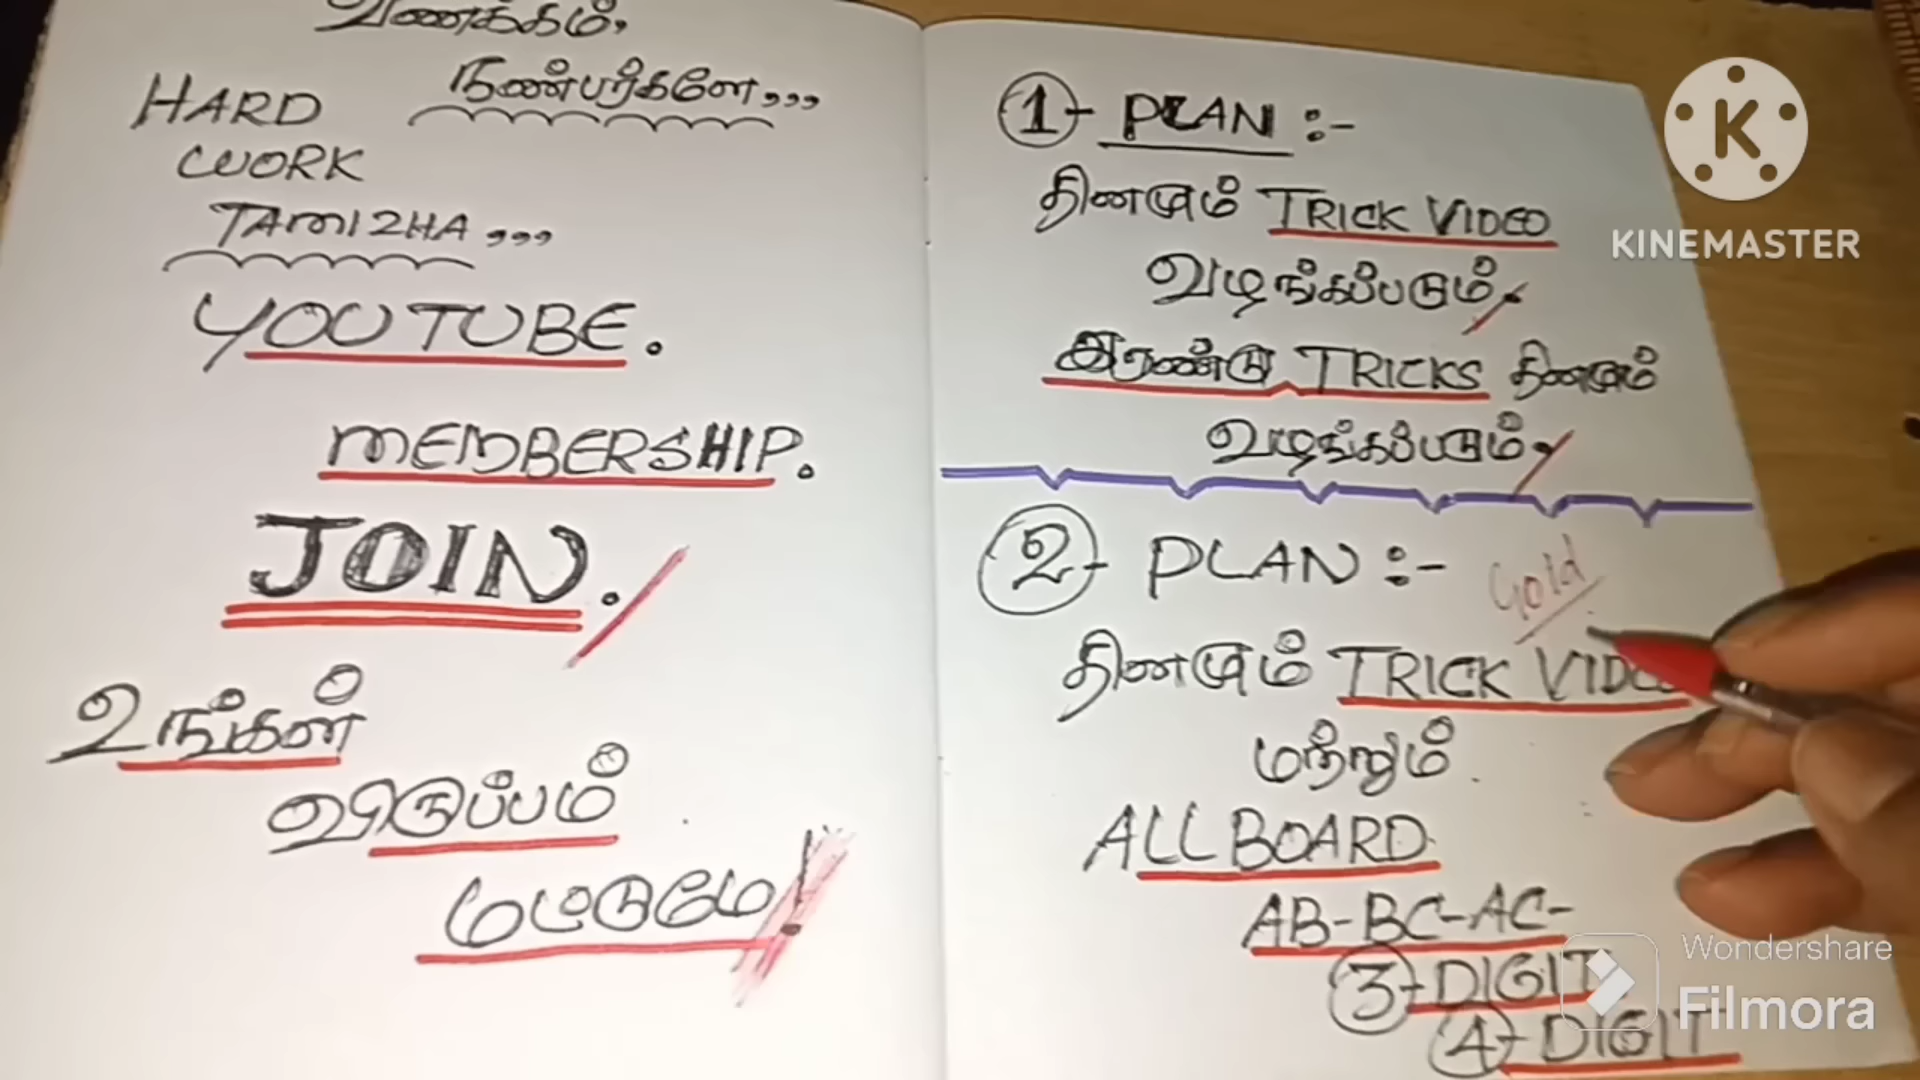 வணக்கம்,
நண்பர்களே,,,
HARD
WORK
TAMIZHA,,,
YOUTUBE.
MEMBERSHIP.
JOIN.
உங்கள்
விருப்பம்
மட்டுமே!
1- PLAN :-
தினமும் TRICK VIDEO
வழங்கப்படும்.
இரண்டு TRICKS தினமும்
வழங்கப்படும்.
2- PLAN :- Gold
தினமும் TRICK VIDEO
மற்றும்.
ALL BOARD
AB-BC-AC-
3-DIGIT
4-DIGIT
K
KINEMASTER
Wondershare
Filmora